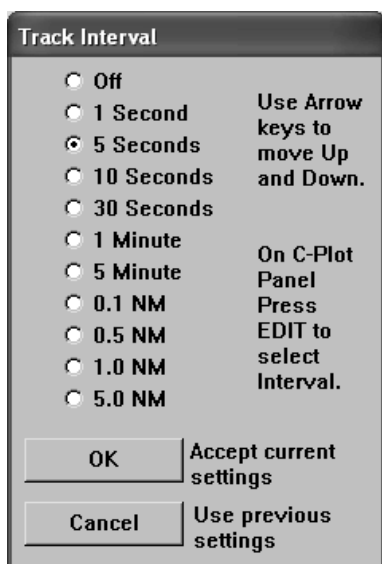 Track Interval
Off
1 Second
5 Seconds
10 Seconds
30 Seconds
1 Minute
5 Minute
0.1 NM
0.5 NM
1.0 NM
5.0 NM
Use Arrow
keys to
move Up
and Down.
On C-Plot
Panel
Press
EDIT to
select
Interval.
OK
Accept current
settings
Cancel
Use previous
settings